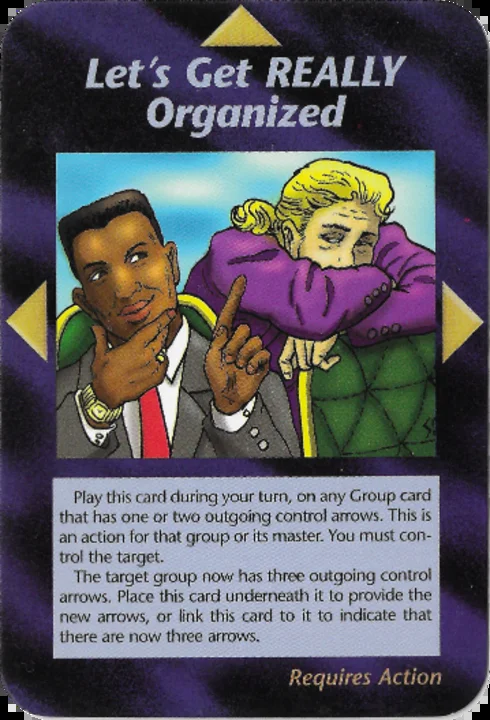 Let's Get REALLY
Organized
Play this card during your turn, on any Group card
that has one or two outgoing control arrows. This is
an action for that group or its master. You must con-
trol the target.
The target group now has three outgoing control
arrows. Place this card underneath it to provide the
new arrows, or link this card to it to indicate that
there are now three arrows.
Requires Action